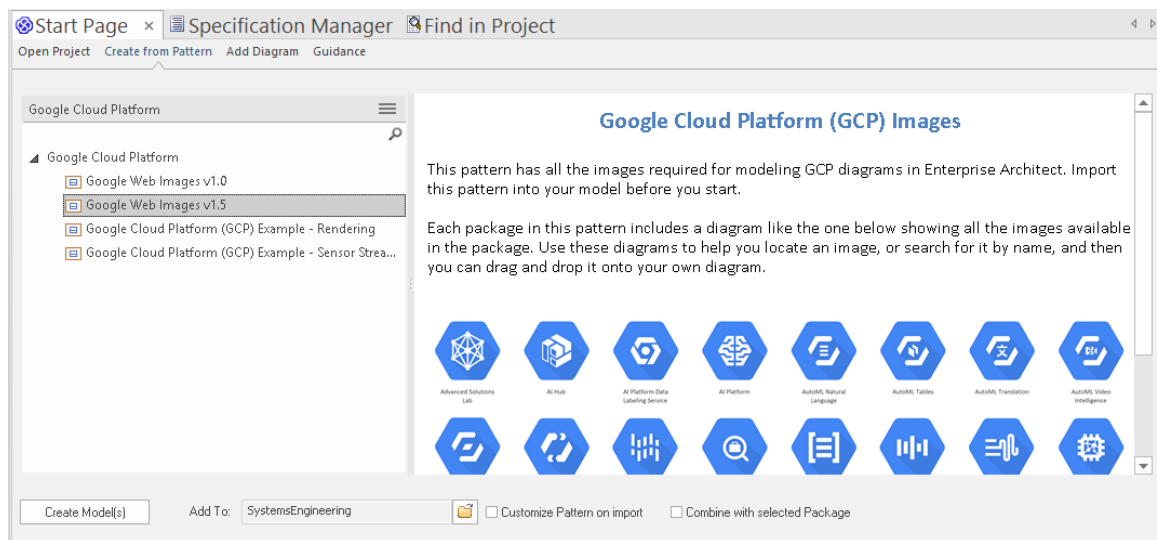 Start Page × Specification Manager Find in Project
Open Project Create from Pattern Add Diagram Guidance
Google Cloud Platform
Google Cloud Platform
Google Web Images v1.0
Google Web Images v1.5
Google Cloud Platform (GCP) Example - Rendering
Google Cloud Platform (GCP) Example - Sensor Strea...
Google Cloud Platform (GCP) Images
This pattern has all the images required for modeling GCP diagrams in Enterprise Architect. Import
this pattern into your model before you start.
Each package in this pattern includes a diagram like the one below showing all the images available
in the package. Use these diagrams to help you locate an image, or search for it by name, and then
you can drag and drop it onto your own diagram.
Advanced Solutions
Lab
AI Hub
AI Platform Data
Labeling Service
AI Platform
AutoML Natural
Language
AutoML Tables
AutoML Translation
AutoML Video
Intelligence
Create Model(s) Add To: SystemsEngineering Customize Pattern on import Combine with selected Package